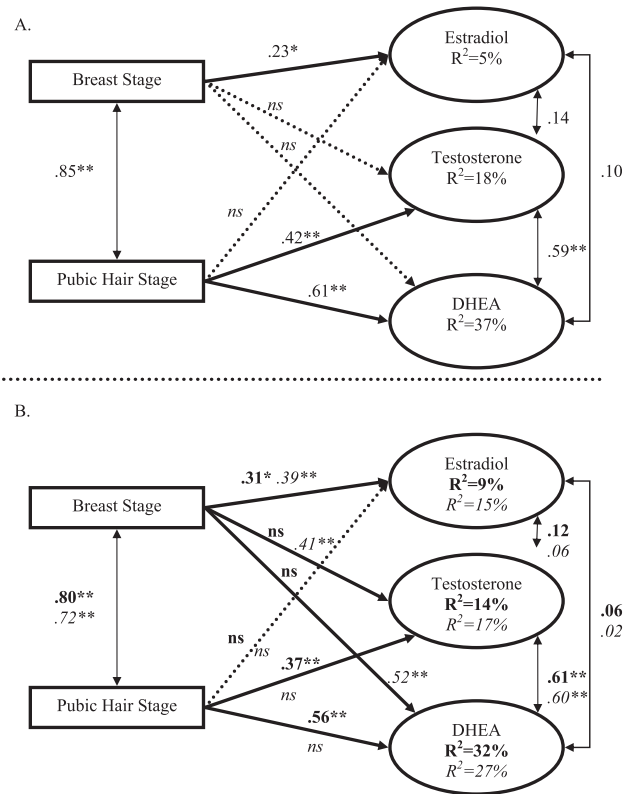 A.
Estradiol
R²=5%
Breast Stage
.23*
ns
.14
ns
Testosterone
R²=18%
.85**
.10
ns
.42**
.59**
Pubic Hair Stage
.61**
DHEA
R²=37%
B.
Estradiol
R²=9%
R²=15%
.31* .39**
Breast Stage
.12
.06
ns
.41**
ns
Testosterone
R²=14%
R²=17%
.80**
.72**
.06
.02
ns
ns
.37**
.52**
.61**
.60**
ns
Pubic Hair Stage
.56**
ns
DHEA
R²=32%
R²=27%